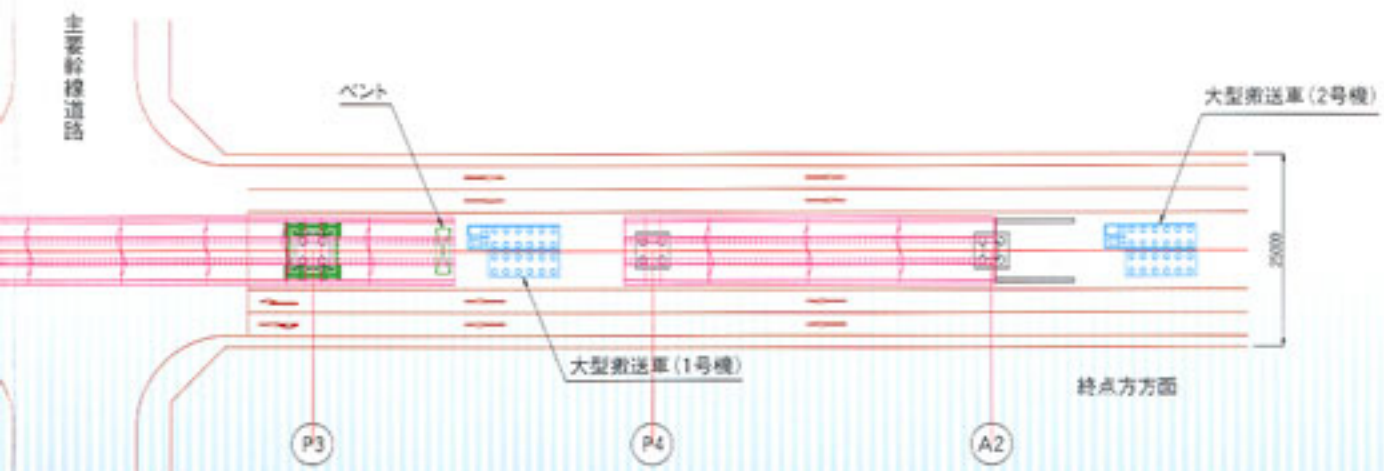 主要幹線道路
ベント
大型搬送車(2号機)
25000
大型搬送車(1号機)
終点方方面
P3
P4
A2